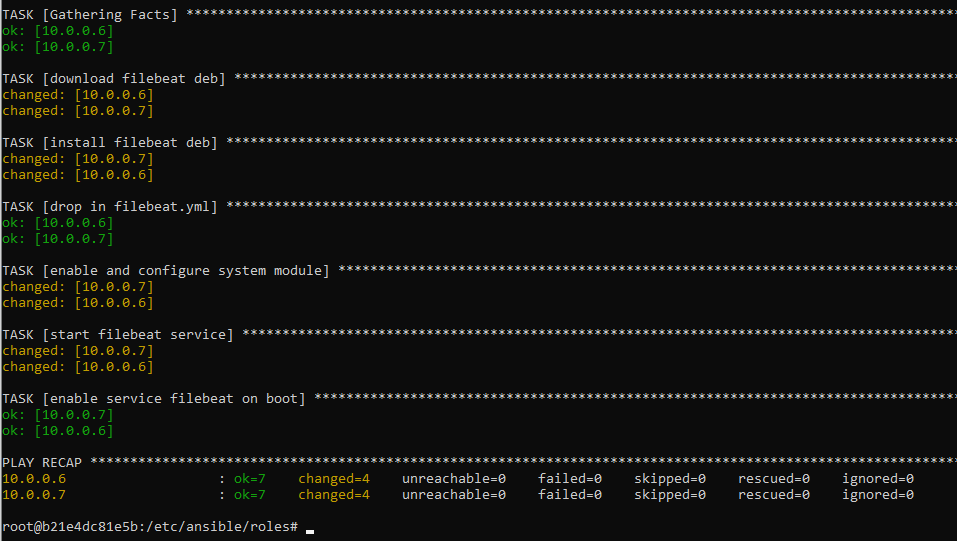 TASK [Gathering Facts] ************************************************************************************************
ok: [10.0.0.6]
ok: [10.0.0.7]
TASK [download filebeat deb] ******************************************************************************************
changed: [10.0.0.6]
changed: [10.0.0.7]
TASK [install filebeat deb] *******************************************************************************************
changed: [10.0.0.7]
changed: [10.0.0.6]
TASK [drop in filebeat.yml] *******************************************************************************************
ok: [10.0.0.6]
ok: [10.0.0.7]
TASK [enable and configure system module] *****************************************************************************
changed: [10.0.0.7]
changed: [10.0.0.6]
TASK [start filebeat service] *****************************************************************************************
changed: [10.0.0.7]
changed: [10.0.0.6]
TASK [enable service filebeat on boot] ********************************************************************************
ok: [10.0.0.7]
ok: [10.0.0.6]
PLAY RECAP ************************************************************************************************************
10.0.0.6                   : ok=7    changed=4    unreachable=0    failed=0    skipped=0    rescued=0    ignored=0
10.0.0.7                   : ok=7    changed=4    unreachable=0    failed=0    skipped=0    rescued=0    ignored=0
root@b21e4dc81e5b:/etc/ansible/roles#